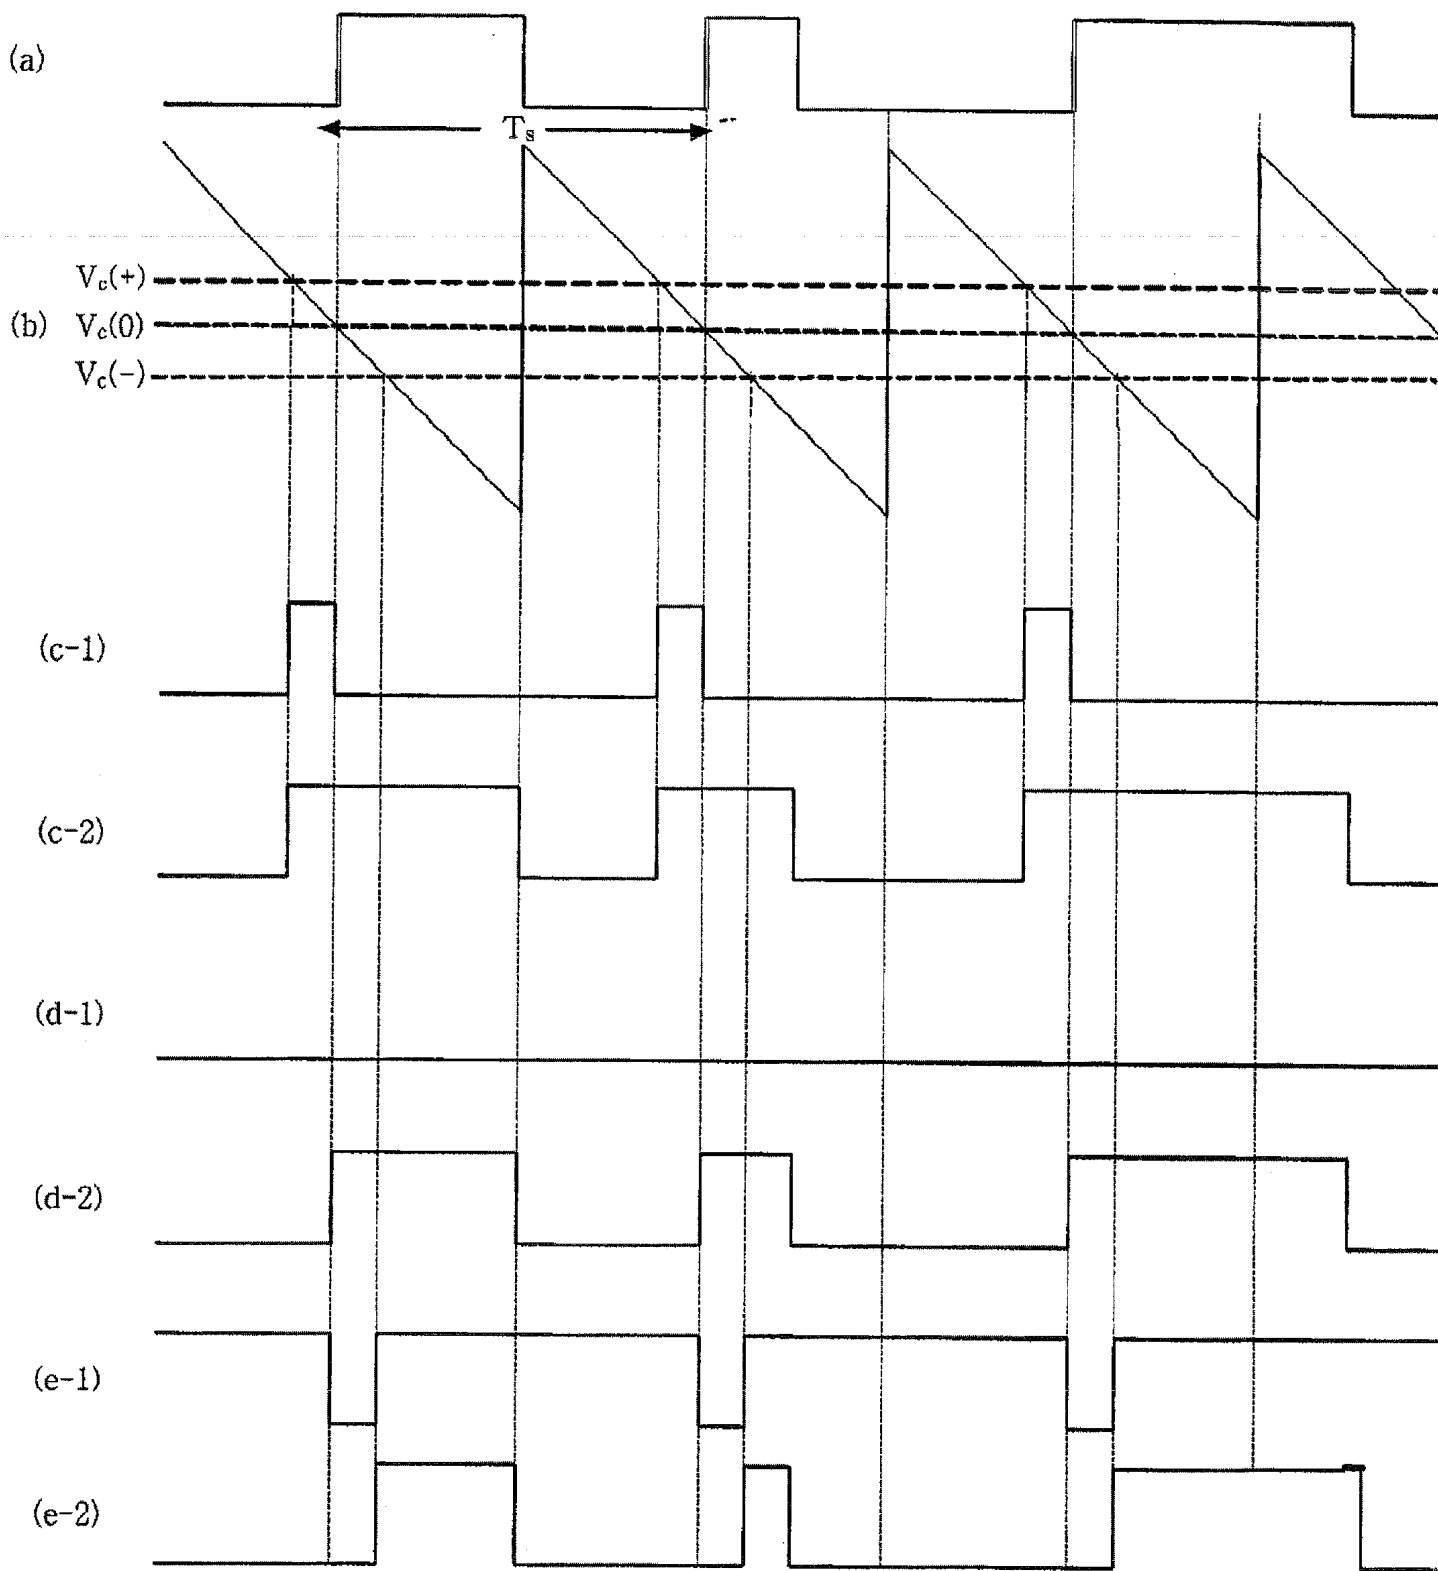 (a)
Ts
Vc(+)
(b) Vc(0)
Vc(-)
(c-1)
(c-2)
(d-1)
(d-2)
(e-1)
(e-2)